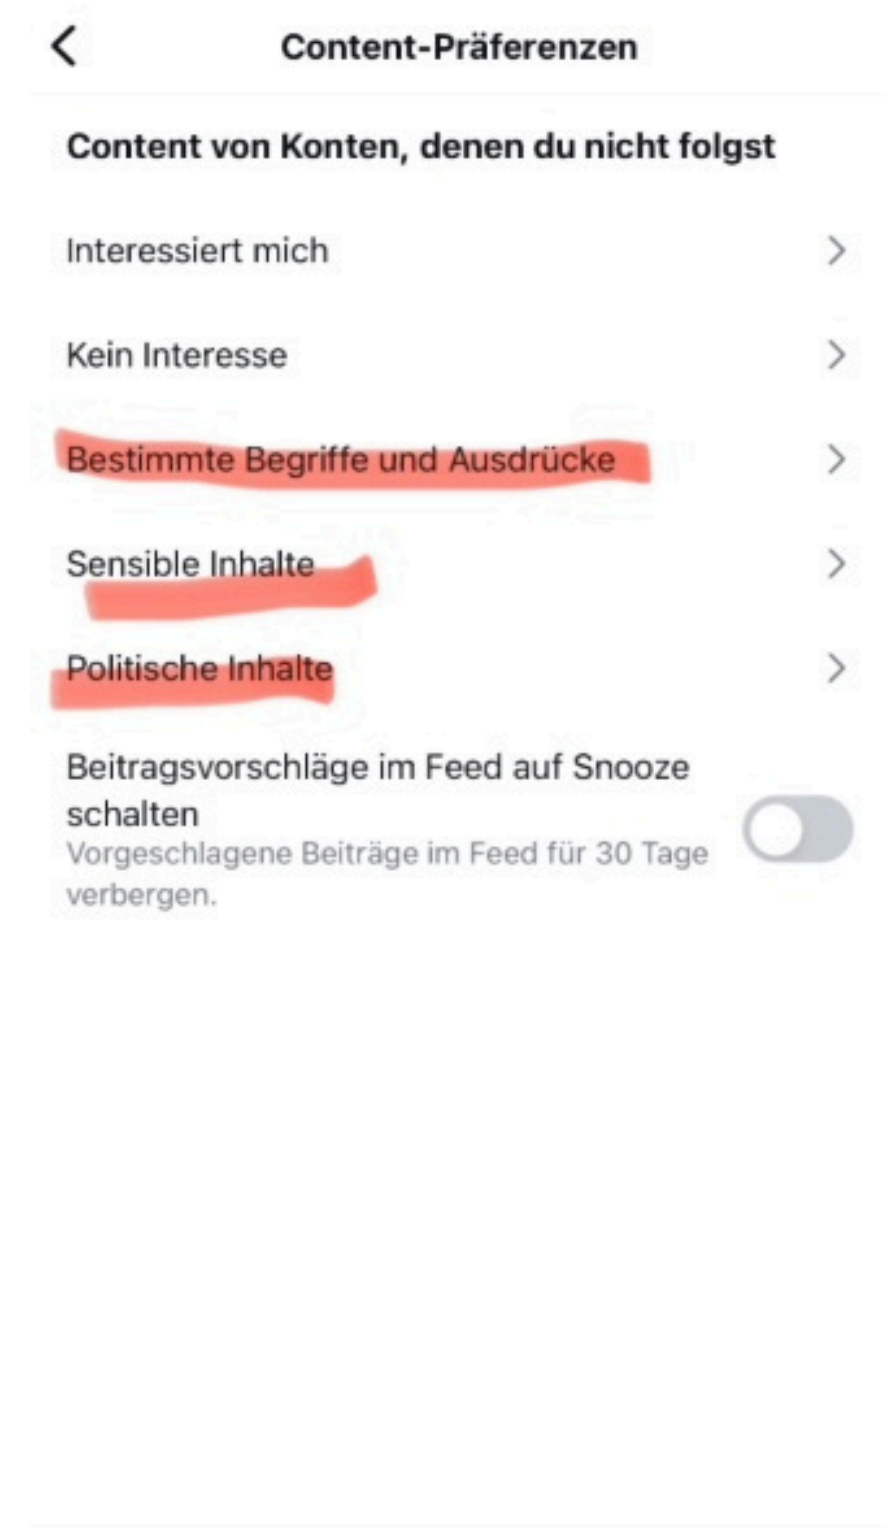 Content-Präferenzen
Content von Konten, denen du nicht folgst
Interessiert mich
Kein Interesse
Bestimmte Begriffe und Ausdrücke
Sensible Inhalte
Politische Inhalte
Beitragsvorschläge im Feed auf Snooze
schalten
Vorgeschlagene Beiträge im Feed für 30 Tage
verbergen.